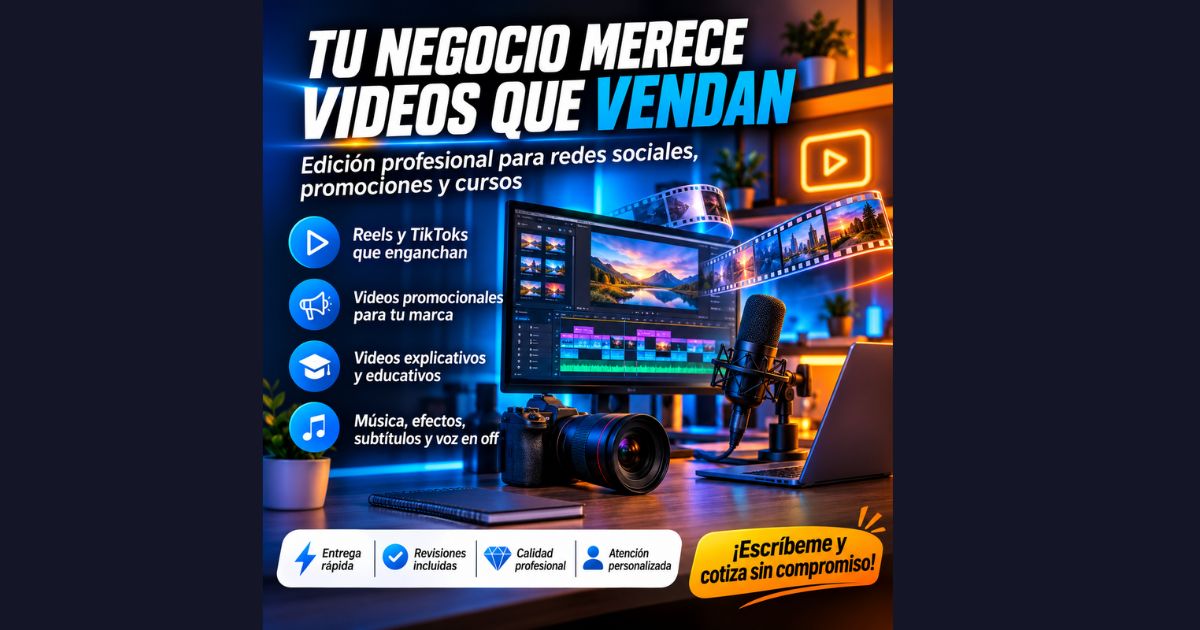 TU NEGOCIO MERECE
VIDEOS QUE VENDAN
Edición profesional para redes sociales,
promociones y cursos
Reels y TikToks
que enganchan
Videos promocionales
para tu marca
Videos explicativos
y educativos
Música, efectos,
subtítulos y voz en off
Entrega
rápida
Revisiones
incluidas
Calidad
profesional
Atención
personalizada
¡Escríbeme y
cotiza sin compromiso!